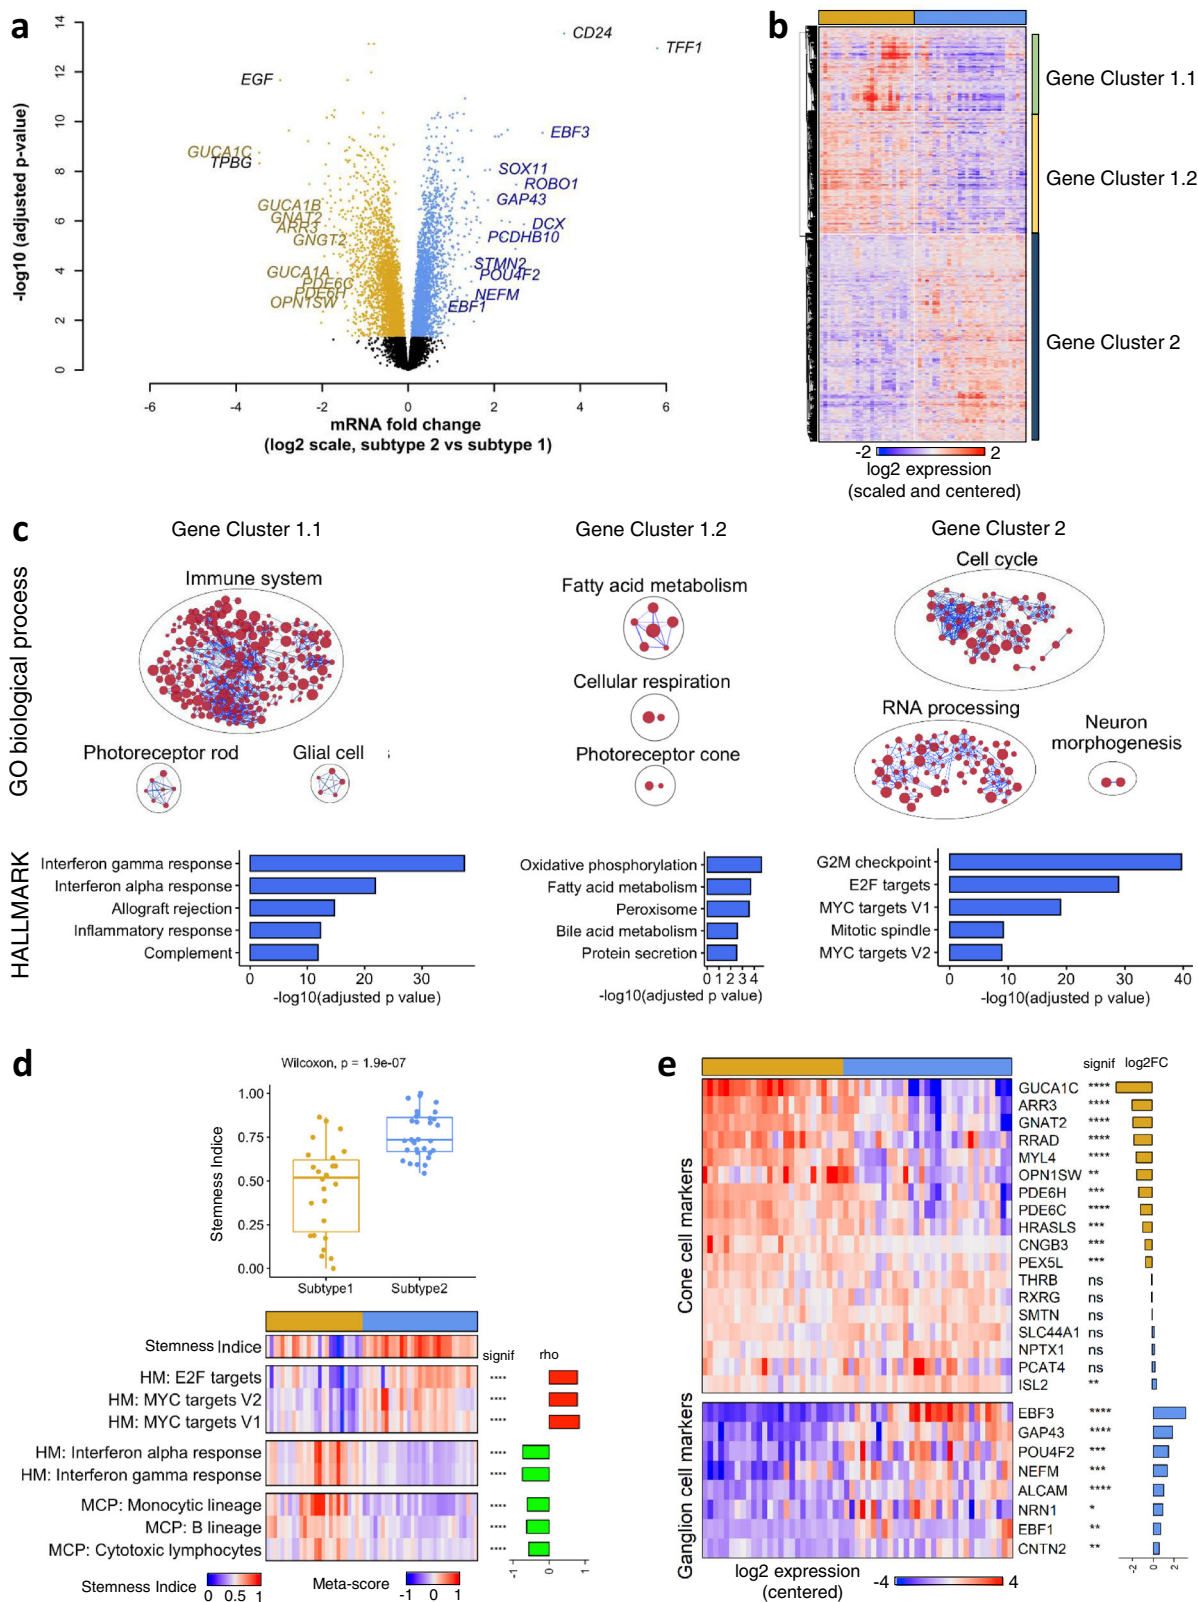 a
14
12
10
8
6
4
2
0
-log10 (adjusted p-value)
CD24
TFF1
EGF
EBF3
GUCA1C
TPBG
SOX11
ROBO1
GAP43
GUCA1B
GNAT2
ARR3
GNGT2
DCX
PCDHB10
STMN2
POU4F2
GUCA1A
PDE6C
PDE6H
OPN1SW
NEFM
EBF1
-6 -4 -2 0 2 4 6
mRNA fold change
(log2 scale, subtype 2 vs subtype 1)
b
Gene Cluster 1.1
Gene Cluster 1.2
Gene Cluster 2
-2 2
log2 expression
(scaled and centered)
c
GO biological process
Gene Cluster 1.1
Immune system
Photoreceptor rod
Glial cell
Gene Cluster 1.2
Fatty acid metabolism
Cellular respiration
Photoreceptor cone
Gene Cluster 2
Cell cycle
RNA processing
Neuron
morphogenesis
HALLMARK
Interferon gamma response
Interferon alpha response
Allograft rejection
Inflammatory response
Complement
0 10 20 30
-log10(adjusted p value)
Oxidative phosphorylation
Fatty acid metabolism
Peroxisome
Bile acid metabolism
Protein secretion
0 1 2 3 4
-log10(adjusted p value)
G2M checkpoint
E2F targets
MYC targets V1
Mitotic spindle
MYC targets V2
0 10 20 30 40
-log10(adjusted p value)
d
Wilcoxon, p = 1.9e-07
Stemness Indice
1.00
0.75
0.50
0.25
0.00
Subtype1 Subtype2
Stemness Indice
signif rho
HM: E2F targets ****
HM: MYC targets V2 ****
HM: MYC targets V1 ****
HM: Interferon alpha response ****
HM: Interferon gamma response ****
MCP: Monocytic lineage ****
MCP: B lineage ****
MCP: Cytotoxic lymphocytes ****
-1 0 1
Stemness Indice 0 0.5 1
Meta-score -1 0 1
e
signif log2FC
Cone cell markers
GUCA1C ****
ARR3 ****
GNAT2 ****
RRAD ****
MYL4 ****
OPN1SW **
PDE6H ***
PDE6C ****
HRASLS ***
CNGB3 ***
PEX5L ***
THRB ns
RXRG ns
SMTN ns
SLC44A1 ns
NPTX1 ns
PCAT4 ns
ISL2 **
Ganglion cell markers
EBF3 ****
GAP43 ****
POU4F2 ***
NEFM ***
ALCAM ****
NRN1 *
EBF1 **
CNTN2 **
-2 0 2
log2 expression
(centered)
-4 4